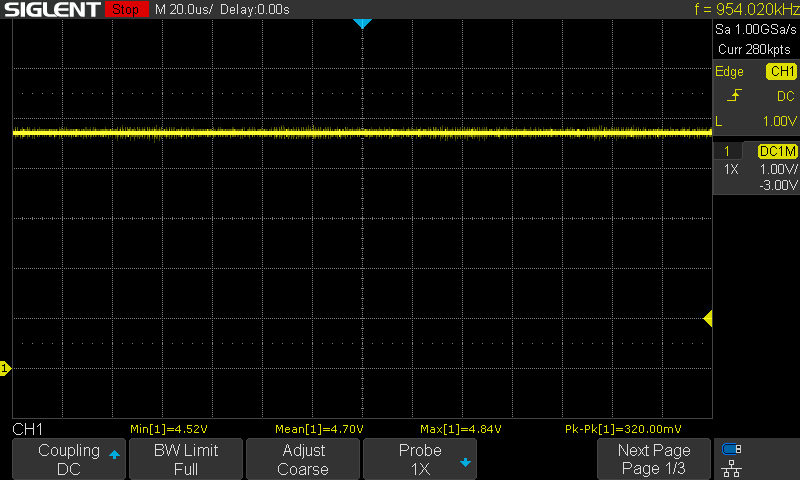 SIGLENT Stop M 20.0us/ Delay:0.00s f = 954.020kHz
Sa 1.00GSa/s
Curr 280kpts
Edge CH1
DC
L 1.00V
1 DC1M
1X 1.00V/
-3.00V
1
CH1 Min[1]=4.52V Mean[1]=4.70V Max[1]=4.84V Pk-Pk[1]=320.00mV
Coupling BW Limit Adjust Probe Next Page
DC Full Coarse 1X Page 1/3